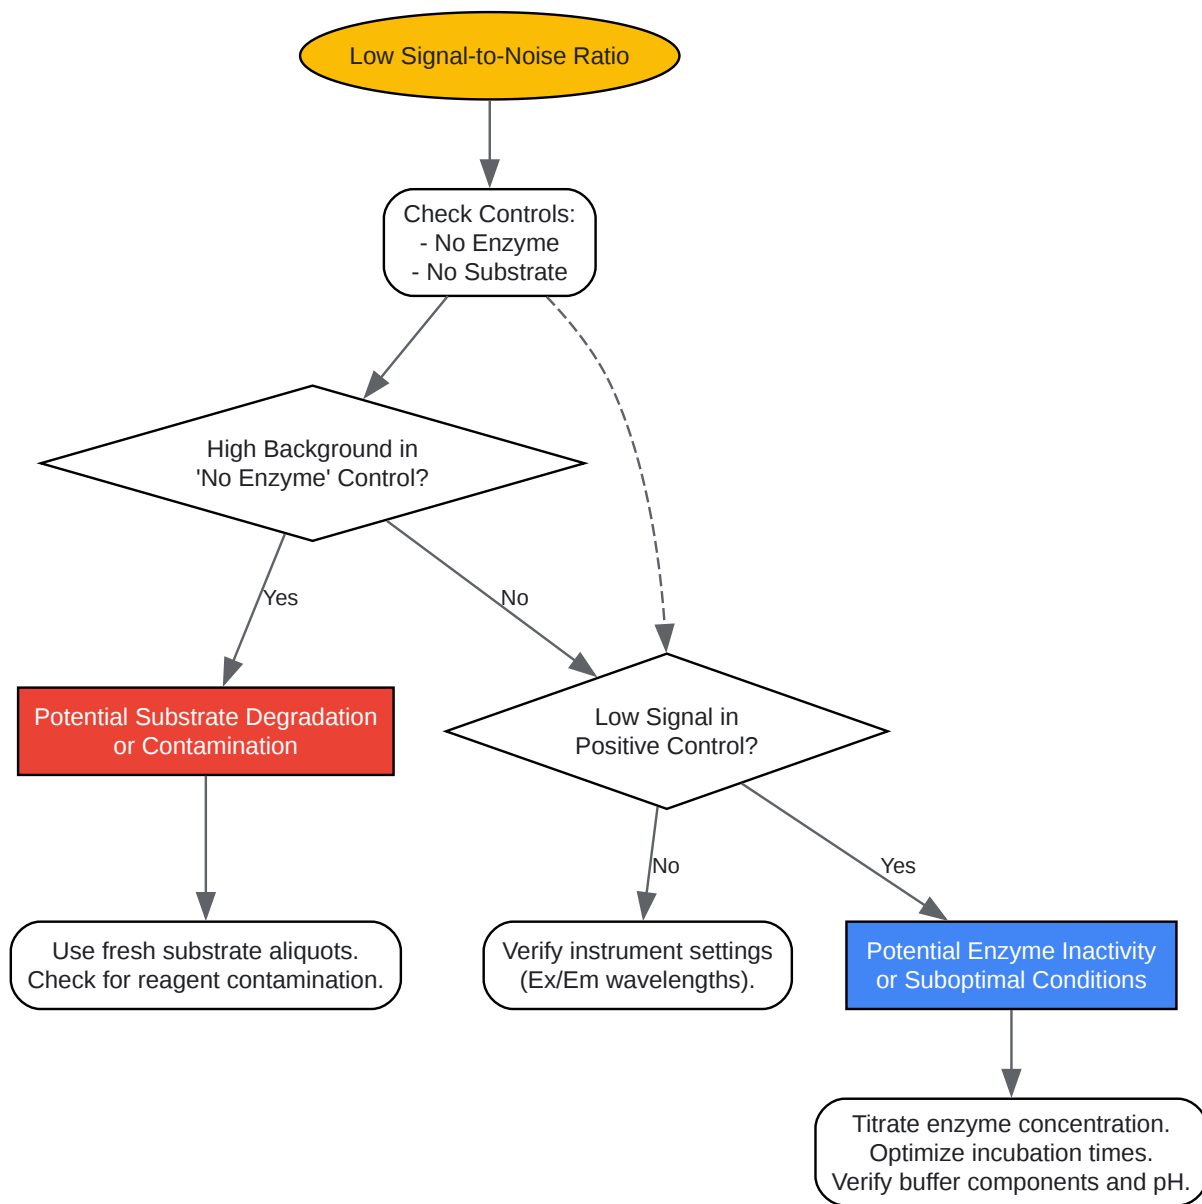 Low Signal-to-Noise Ratio
Check Controls:
- No Enzyme
- No Substrate
High Background in
'No Enzyme' Control?
Yes
No
Potential Substrate Degradation
or Contamination
Low Signal in
Positive Control?
No
Yes
Use fresh substrate aliquots.
Check for reagent contamination.
Verify instrument settings
(Ex/Em wavelengths).
Potential Enzyme Inactivity
or Suboptimal Conditions
Titrate enzyme concentration.
Optimize incubation times.
Verify buffer components and pH.